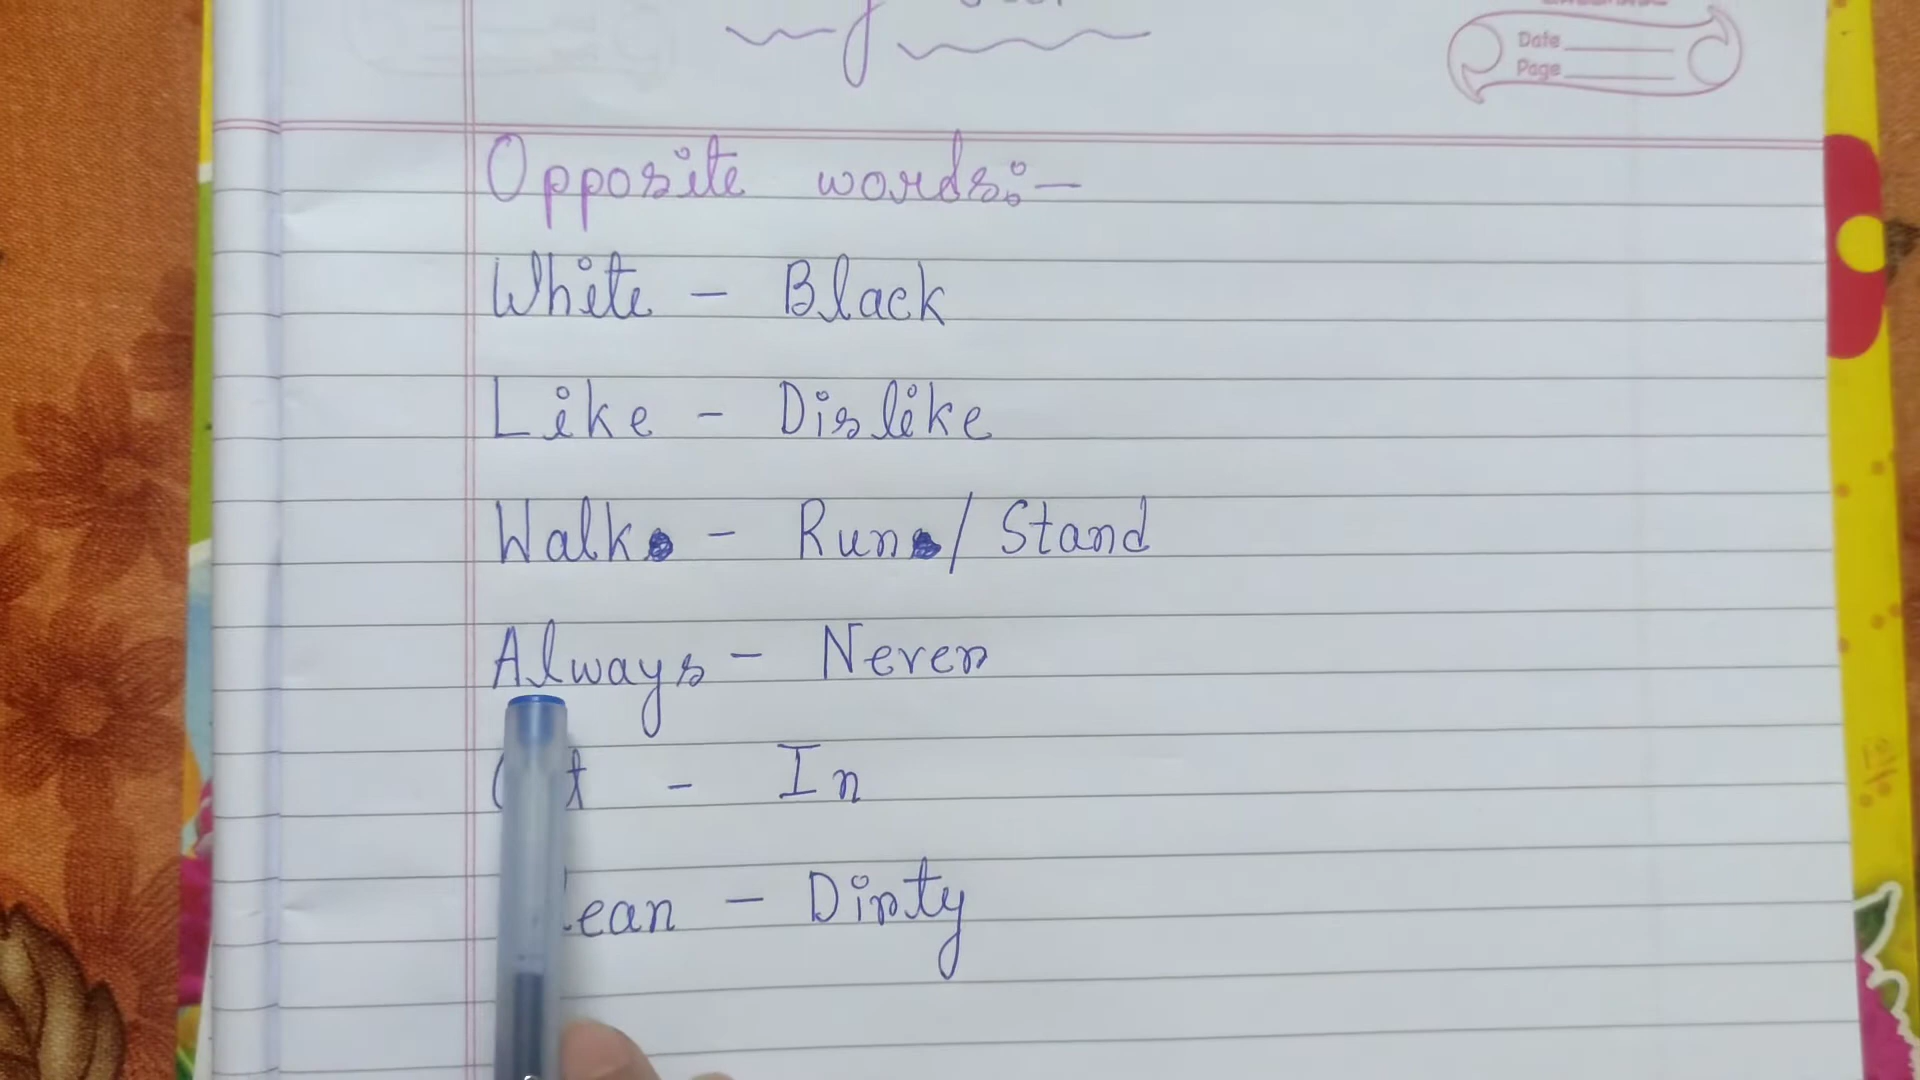 Date
Page
Opposite words:-
White - Black
Like - Dislike
Walk - Run / Stand
Always - Never
- In
- Dirty